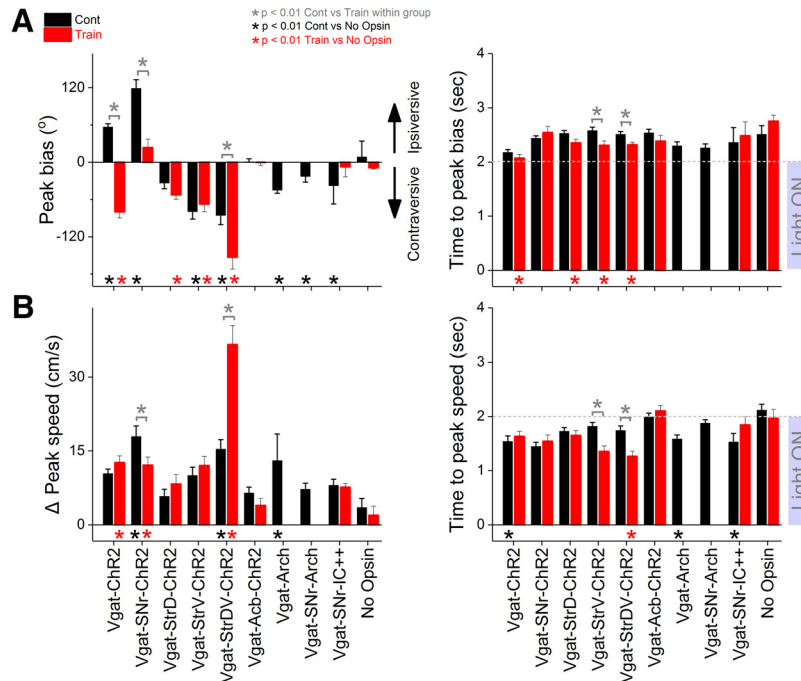 A
Cont
Train
* p < 0.01 Cont vs Train within group
* p < 0.01 Cont vs No Opsin
* p < 0.01 Train vs No Opsin
Peak bias (°)
120
0
-120
*
*
*
* * * * * * * * * * *
Ipsiversive
Contraversive
Time to peak bias (sec)
4
3
2
1
0
* *
* * * *
Light ON
B
Δ Peak speed (cm/s)
30
15
0
*
*
* * * * * *
Vgat-ChR2
Vgat-SNr-ChR2
Vgat-StrD-ChR2
Vgat-StrV-ChR2
Vgat-StrDV-ChR2
Vgat-Acb-ChR2
Vgat-Arch
Vgat-SNr-Arch
Vgat-SNr-IC++
No Opsin
Time to peak speed (sec)
4
3
2
1
0
* *
* * * *
Light ON
Vgat-ChR2
Vgat-SNr-ChR2
Vgat-StrD-ChR2
Vgat-StrV-ChR2
Vgat-StrDV-ChR2
Vgat-Acb-ChR2
Vgat-Arch
Vgat-SNr-Arch
Vgat-SNr-IC++
No Opsin